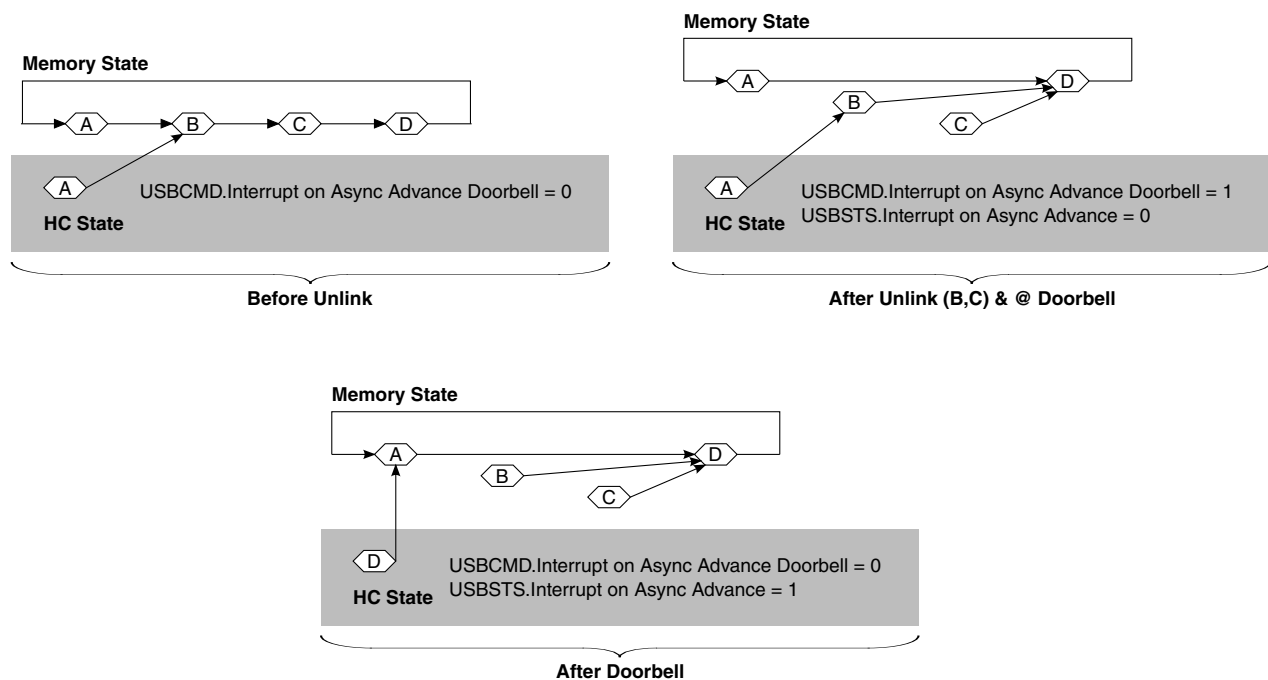 Memory State
A B C D
A
USBCMD.Interrupt on Async Advance Doorbell = 0
HC State
Before Unlink
Memory State
A
D
B
C
A
USBCMD.Interrupt on Async Advance Doorbell = 1
HC State
USBSTS.Interrupt on Async Advance = 0
After Unlink (B,C) & @ Doorbell
Memory State
A
D
B
C
D
USBCMD.Interrupt on Async Advance Doorbell = 0
HC State
USBSTS.Interrupt on Async Advance = 1
After Doorbell